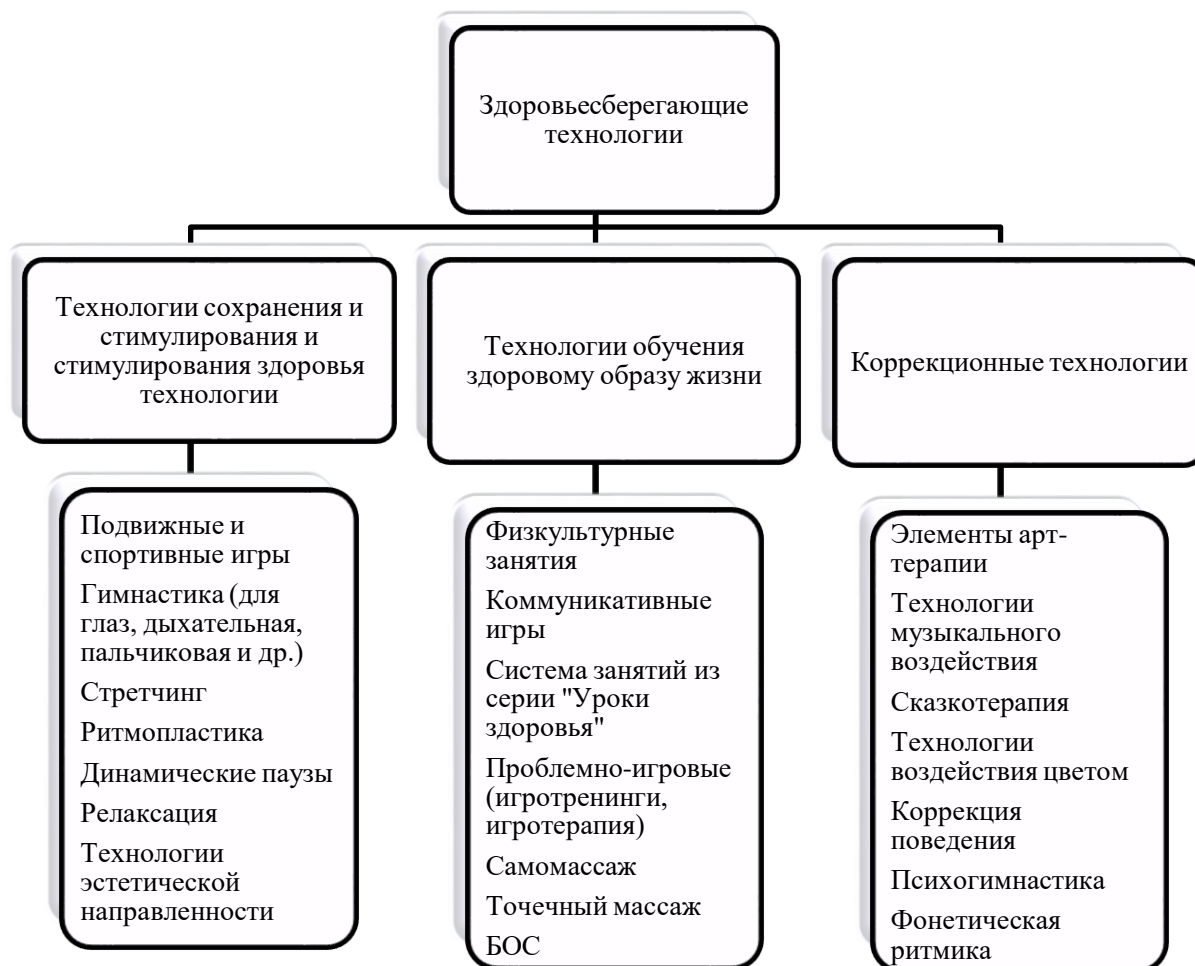 Здоровьесберегающие
технологии
Технологии сохранения и
стимулирования и
стимулирования здоровья
технологии
Технологии обучения
здоровому образу жизни
Коррекционные технологии
Подвижные и
спортивные игры
Гимнастика (для
глаз, дыхательная,
пальчиковая и др.)
Стретчинг
Ритмопластика
Динамические паузы
Релаксация
Технологии
эстетической
направленности
Физкультурные
занятия
Коммуникативные
игры
Система занятий из
серии "Уроки
здоровья"
Проблемно-игровые
(игротренинги,
игротерапия)
Самомассаж
Точечный массаж
БОС
Элементы арт-
терапии
Технологии
музыкального
воздействия
Сказкотерапия
Технологии
воздействия цветом
Коррекция
поведения
Психогимнастика
Фонетическая
ритмика